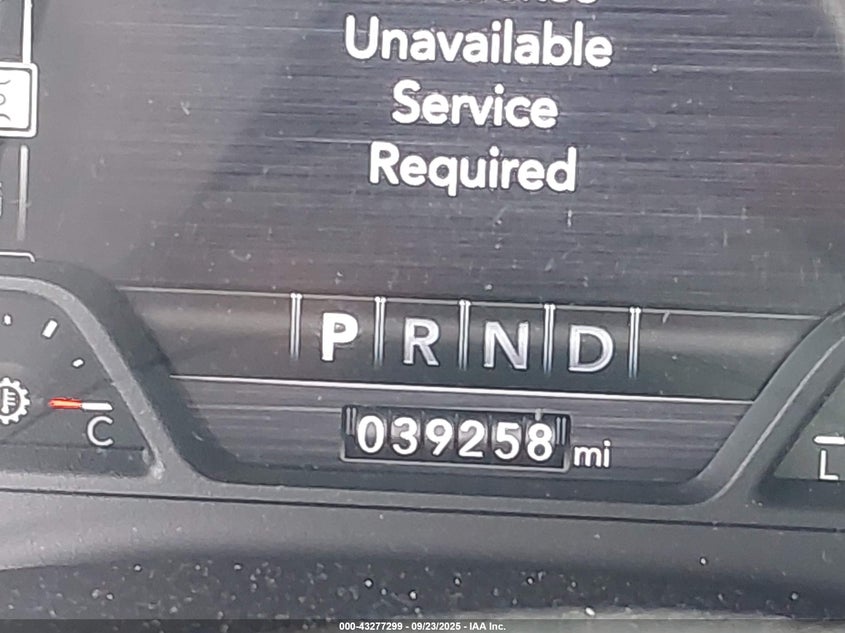 Unavailable
Service
Required
P R N D
039258 mi
C
L
000-43277299 - 09/23/2025 - IAA Inc.